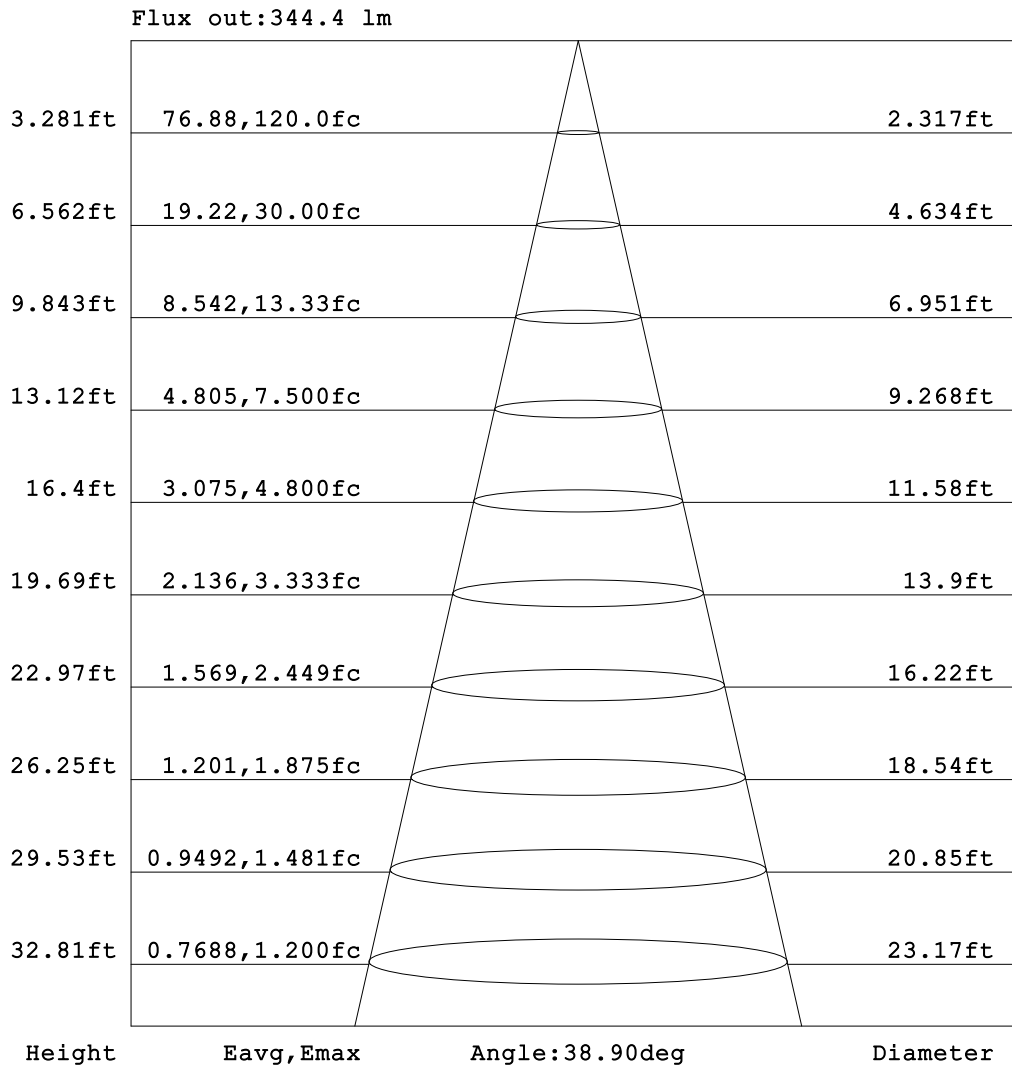 Flux out:344.4 lm
3.281ft 76.88,120.0fc 2.317ft
6.562ft 19.22,30.00fc 4.634ft
9.843ft 8.542,13.33fc 6.951ft
13.12ft 4.805,7.500fc 9.268ft
16.4ft 3.075,4.800fc 11.58ft
19.69ft 2.136,3.333fc 13.9ft
22.97ft 1.569,2.449fc 16.22ft
26.25ft 1.201,1.875fc 18.54ft
29.53ft 0.9492,1.481fc 20.85ft
32.81ft 0.7688,1.200fc 23.17ft
Height Eavg,Emax Angle:38.90deg Diameter